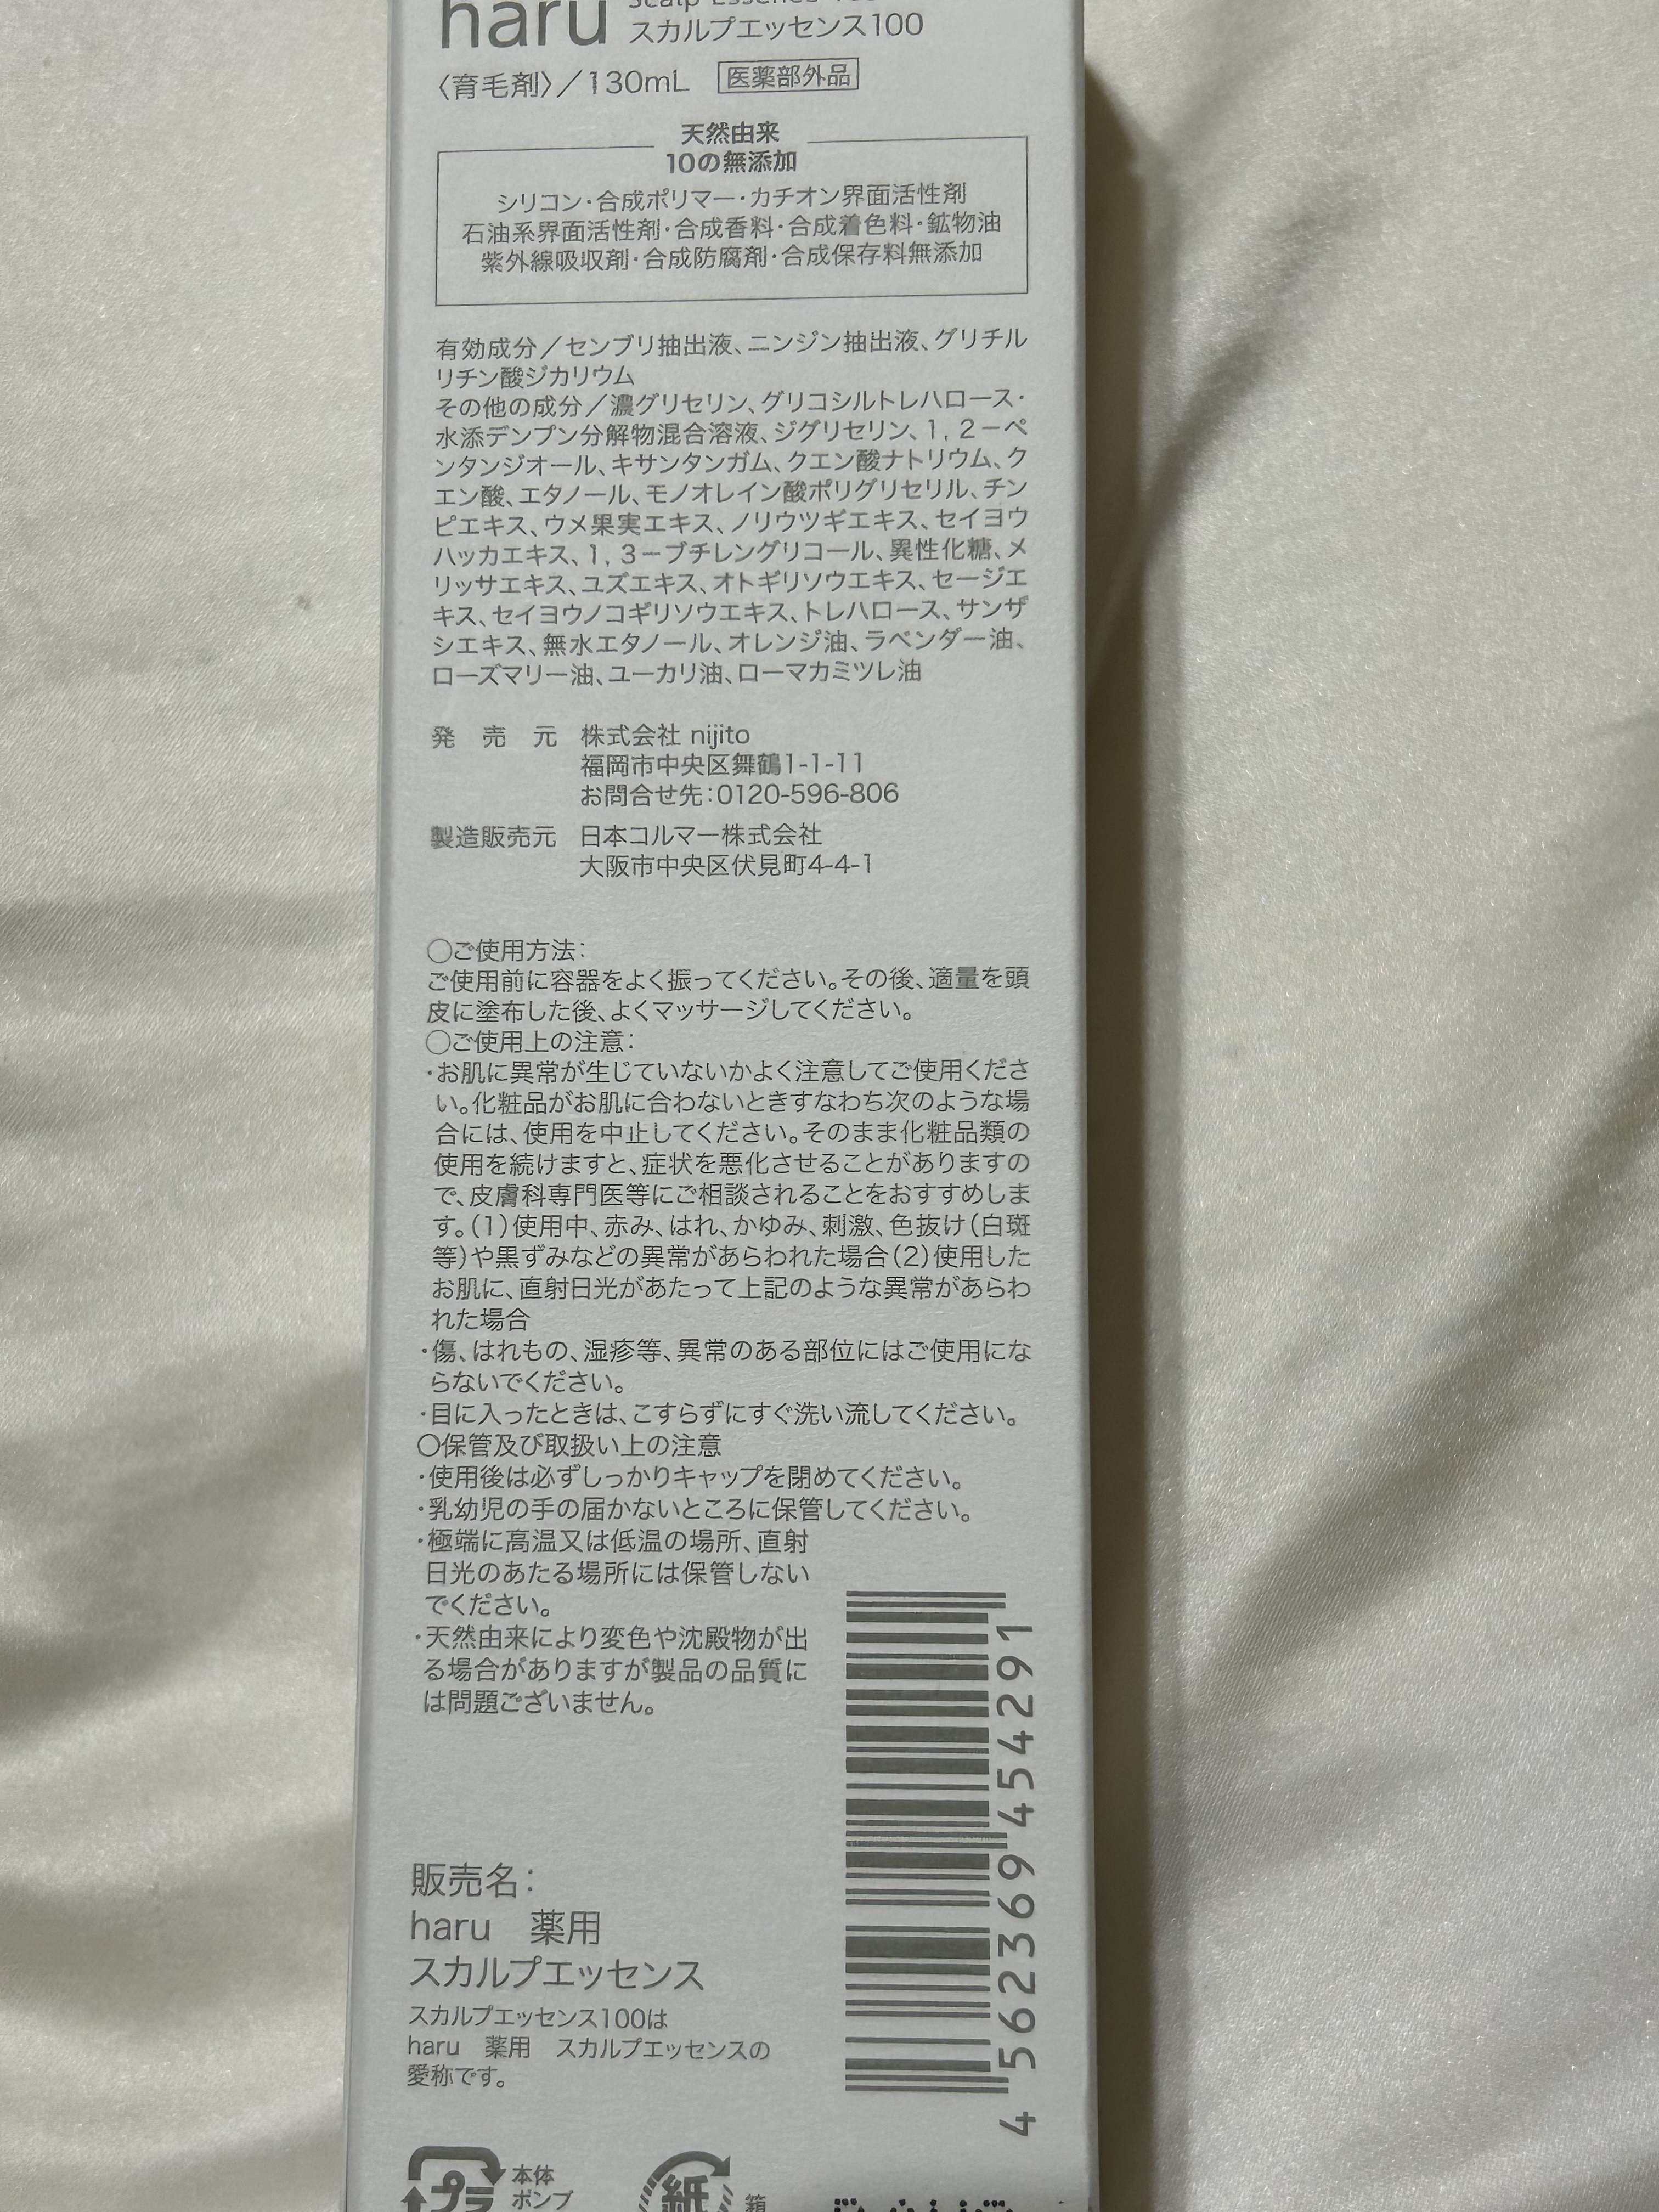 haru
スカルプエッセンス100
〈育毛剤〉／130mL 医薬部外品
天然由来
10の無添加
シリコン・合成ポリマー・カチオン界面活性剤
石油系界面活性剤・合成香料・合成着色料・鉱物油
紫外線吸収剤・合成防腐剤・合成保存料無添加
有効成分／センブリ抽出液、ニンジン抽出液、グリチル
リチン酸ジカリウム
その他の成分／濃グリセリン、グリコシルトレハロース・
水添デンプン分解物混合溶液、ジグリセリン、1，2－ペ
ンタンジオール、キサンタンガム、クエン酸ナトリウム、ク
エン酸、エタノール、モノオレイン酸ポリグリセリル、チン
ピエキス、ウメ果実エキス、ノリウツギエキス、セイヨウ
ハッカエキス、1，3－ブチレングリコール、異性化糖、メ
リッサエキス、ユズエキス、オトギリソウエキス、セージエ
キス、セイヨウノコギリソウエキス、トレハロース、サンザ
シエキス、無水エタノール、オレンジ油、ラベンダー油、
ローズマリー油、ユーカリ油、ローマカミツレ油
発売元 株式会社 nijito
福岡市中央区舞鶴1-1-11
お問合せ先：0120-596-806
製造販売元 日本コルマー株式会社
大阪市中央区伏見町4-4-1
○ご使用方法：
ご使用前に容器をよく振ってください。その後、適量を頭
皮に塗布した後、よくマッサージしてください。
○ご使用上の注意：
・お肌に異常が生じていないかよく注意してご使用くださ
い。化粧品がお肌に合わないときすなわち次のような場
合には、使用を中止してください。そのまま化粧品類の
使用を続けますと、症状を悪化させることがありますの
で、皮膚科専門医等にご相談されることをおすすめしま
す。（1）使用中、赤み、はれ、かゆみ、刺激、色抜け（白斑
等）や黒ずみなどの異常があらわれた場合（2）使用した
お肌に、直射日光があたって上記のような異常があらわ
れた場合
・傷、はれもの、湿疹等、異常のある部位にはご使用にな
らないでください。
・目に入ったときは、こすらずにすぐ洗い流してください。
○保管及び取扱い上の注意
・使用後は必ずしっかりキャップを閉めてください。
・乳幼児の手の届かないところに保管してください。
・極端に高温又は低温の場所、直射
日光のあたる場所には保管しない
でください。
・天然由来により変色や沈殿物が出
る場合がありますが製品の品質に
は問題ございません。
4 562369 454291
販売名：
haru 薬用
スカルプエッセンス
スカルプエッセンス100は
haru 薬用 スカルプエッセンスの
愛称です。
プラ 本体
ポンプ
紙 箱